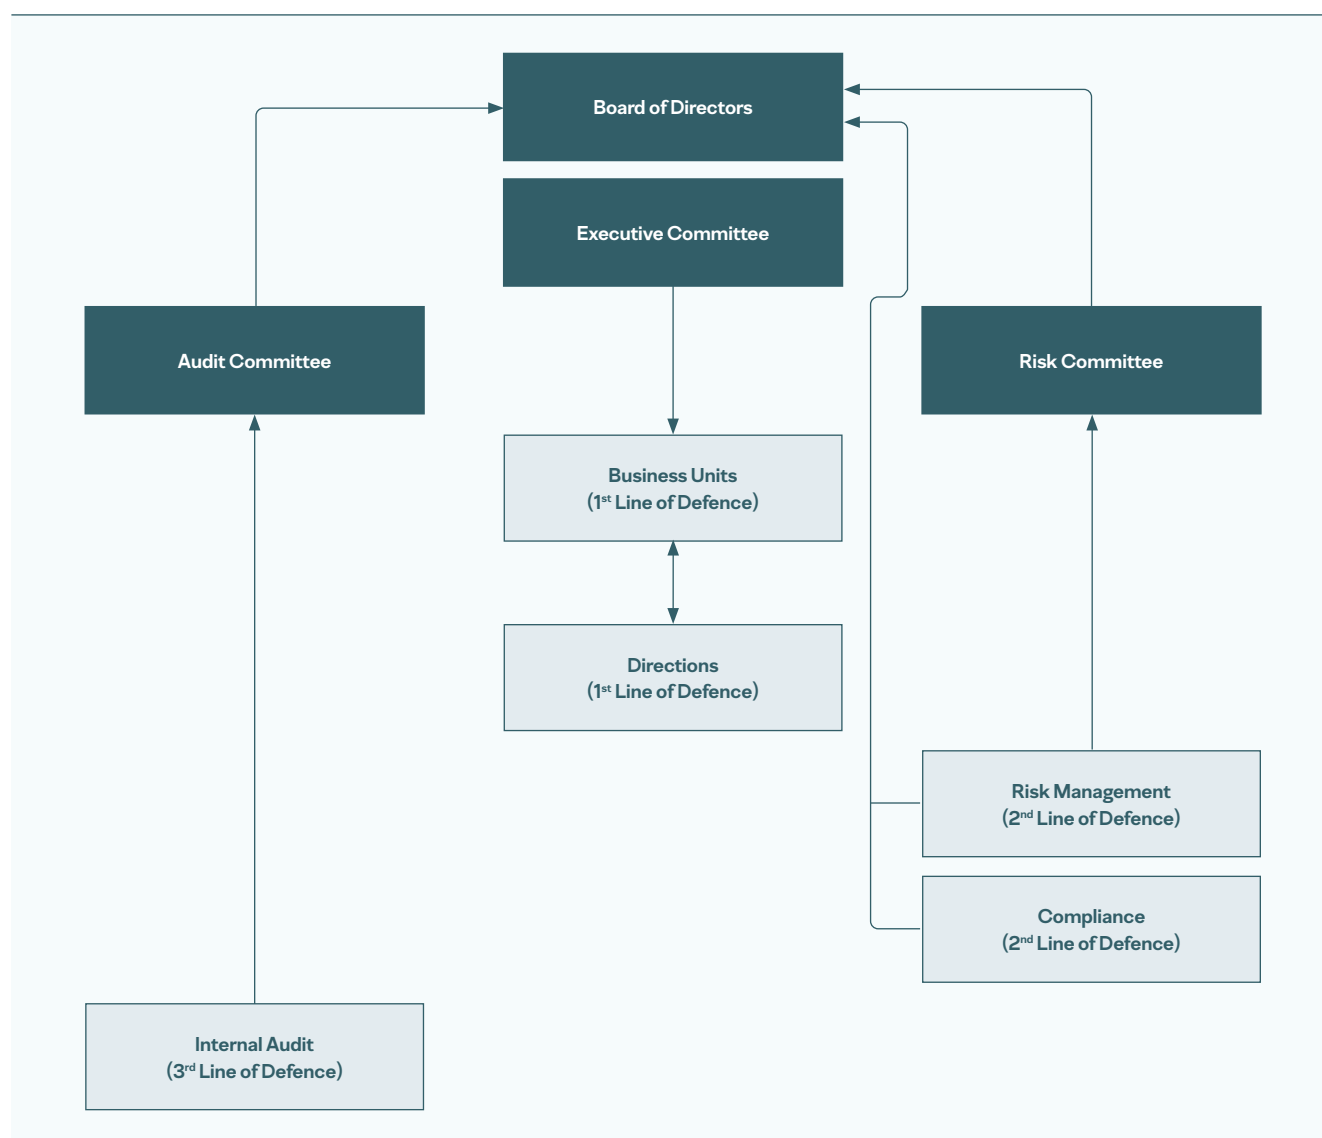 Board of Directors
Executive Committee
Audit Committee
Risk Committee
Business Units
(1st Line of Defence)
Directions
(1st Line of Defence)
Risk Management
(2nd Line of Defence)
Compliance
(2nd Line of Defence)
Internal Audit
(3rd Line of Defence)